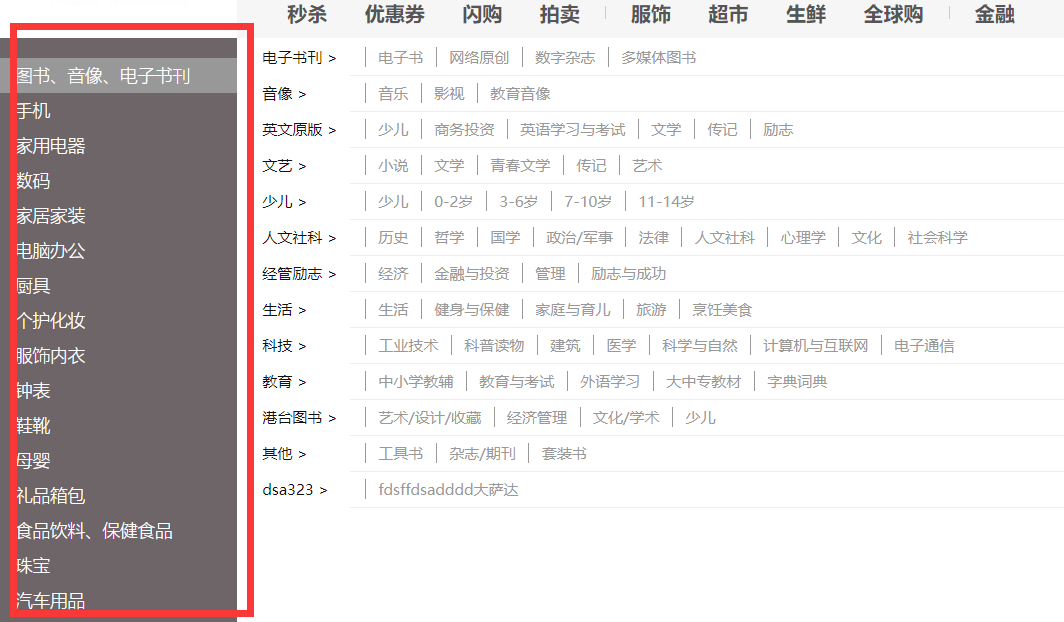 秒杀 优惠券 闪购 拍卖 服饰 超市 生鲜 全球购 金融
图书、音像、电子书刊
手机
家用电器
数码
家居家装
电脑办公
厨具
个护化妆
服饰内衣
钟表
鞋靴
母婴
礼品箱包
食品饮料、保健食品
珠宝
汽车用品
电子书刊 > 电子书 网络原创 数字杂志 多媒体图书
音像 > 音乐 影视 教育音像
英文原版 > 少儿 商务投资 英语学习与考试 文学 传记 励志
文艺 > 小说 文学 青春文学 传记 艺术
少儿 > 少儿 0-2岁 3-6岁 7-10岁 11-14岁
人文社科 > 历史 哲学 国学 政治/军事 法律 人文社科 心理学 文化 社会科学
经管励志 > 经济 金融与投资 管理 励志与成功
生活 > 生活 健身与保健 家庭与育儿 旅游 烹饪美食
科技 > 工业技术 科普读物 建筑 医学 科学与自然 计算机与互联网 电子通信
教育 > 中小学教辅 教育与考试 外语学习 大中专教材 字典词典
港台图书 > 艺术/设计/收藏 经济管理 文化/学术 少儿
其他 > 工具书 杂志/期刊 套装书
dsa323 > fdsffdsadddd大萨达